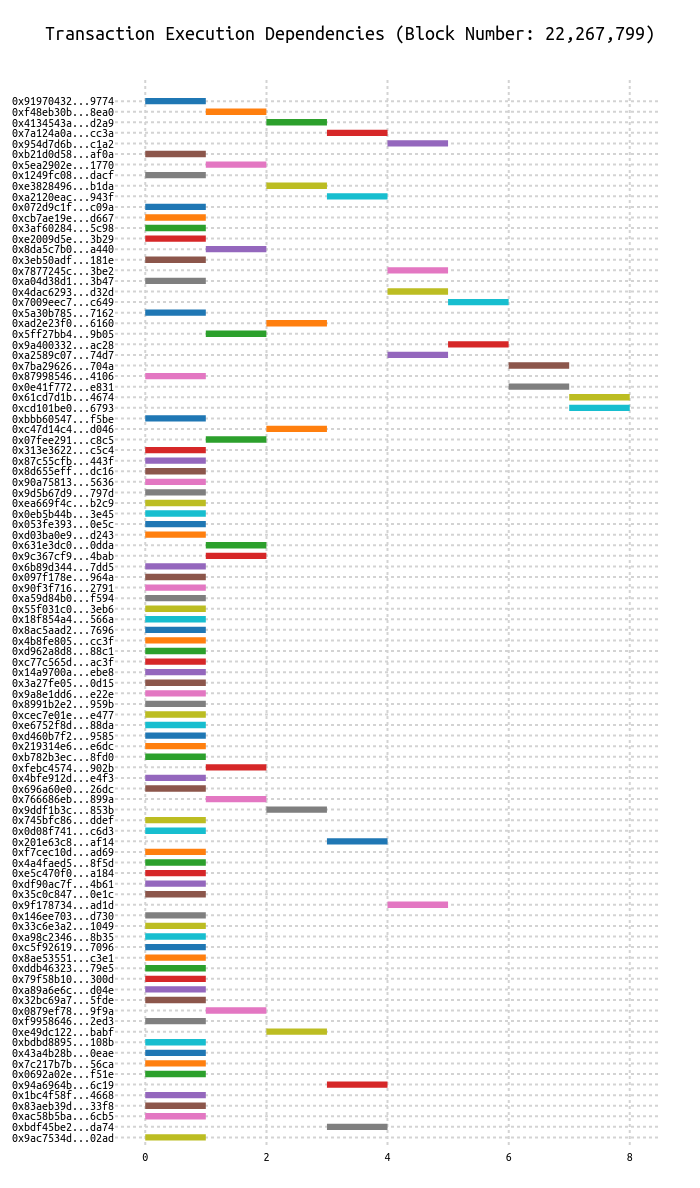 Transaction Execution Dependencies (Block Number: 22,267,799)
0x91970432...9774
0xf48eb30b...8ea0
0x4134543a...d2a9
0x7a124a0a...cc3a
0x954d7d6b...c1a2
0xb21d0d58...af0a
0x5ea2902e...1770
0x1249fc08...dacf
0xe3828496...b1da
0xa2120eac...943f
0x072d9c1f...c09a
0xcb7ae19e...d667
0x3af60284...5c98
0xe2009d5e...3b29
0x8da5c7b0...a440
0x3eb50adf...181e
0x7877245c...3be2
0xa04d38d1...3b47
0x4dac6293...d32d
0x7009eec7...c649
0x5a30b785...7162
0xad2e23f0...6160
0x5ff27bb4...9b05
0x9a400332...ac28
0xa2589c07...74d7
0x7ba29626...704a
0x87998546...4106
0x0e41f772...e831
0x61cd7d1b...4674
0xcd101be0...6793
0xbbb60547...f5be
0xc47d14c4...d046
0x07fee291...c8c5
0x313e3622...c5c4
0x87c55cfb...443f
0x8d655eff...dc16
0x90a75813...5636
0x9d5b67d9...797d
0xea669f4c...b2c9
0x0eb5b44b...3e45
0x053fe393...0e5c
0xd03ba0e9...d243
0x631e3dc0...0dda
0x9c367cf9...4bab
0x6b89d344...7dd5
0x097f178e...964a
0x90f3f716...2791
0xa59d84b0...f594
0x55f031c0...3eb6
0x18f854a4...566a
0x8ac5aad2...7696
0x4b8fe805...cc3f
0xd962a8d8...88c1
0xc77c565d...ac3f
0x14a9700a...ebe8
0x3a27fe05...0d15
0x9a8e1dd6...e22e
0x8991b2e2...959b
0xcec7e01e...e477
0xe6752f8d...88da
0xd460b7f2...9585
0x219314e6...e6dc
0xb782b3ec...8fd0
0xfebc4574...902b
0x4bfe912d...e4f3
0x696a60e0...26dc
0x766686eb...899a
0x9ddf1b3c...853b
0x745bfc86...ddef
0x0d08f741...c6d3
0x201e63c8...af14
0xf7cec10d...ad69
0x4a4faed5...8f5d
0xe5c470f0...a184
0xdf90ac7f...4b61
0x35c0c847...0e1c
0x9f178734...ad1d
0x146ee703...d730
0x33c6e3a2...1049
0xa98c2346...8b35
0xc5f92619...7096
0x8ae53551...c3e1
0xddb46323...79e5
0x79f58b10...300d
0xa89a6e6c...d04e
0x32bc69a7...5fde
0x0879ef78...9f9a
0xf9958646...2ed3
0xe49dc122...babf
0xbdbd8895...108b
0x43a4b28b...0eae
0x7c217b7b...56ca
0x0692a02e...f51e
0x94a6964b...6c19
0x1bc4f58f...4668
0x83aeb39d...33f8
0xac58b5ba...6cb5
0xbdf45be2...da74
0x9ac7534d...02ad
0 2 4 6 8